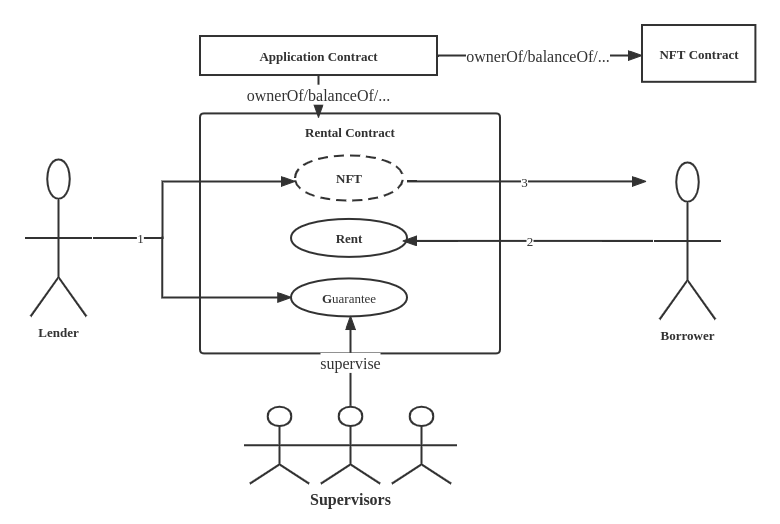 Application Contract
ownerOf/balanceOf/...
NFT Contract
ownerOf/balanceOf/...
Rental Contract
NFT
3
1
Rent
2
Guarantee
Lender
Borrower
supervise
Supervisors